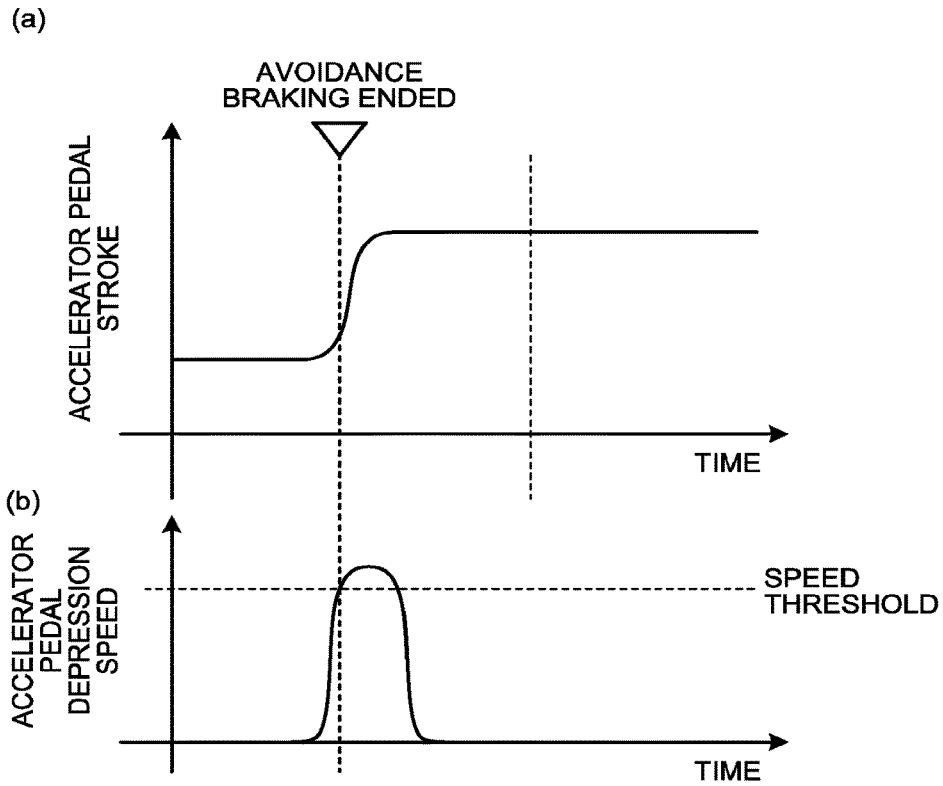 (a)
AVOIDANCE
BRAKING ENDED
ACCELERATOR PEDAL
STROKE
TIME
(b)
ACCELERATOR
PEDAL
DEPRESSION
SPEED
SPEED
THRESHOLD
TIME